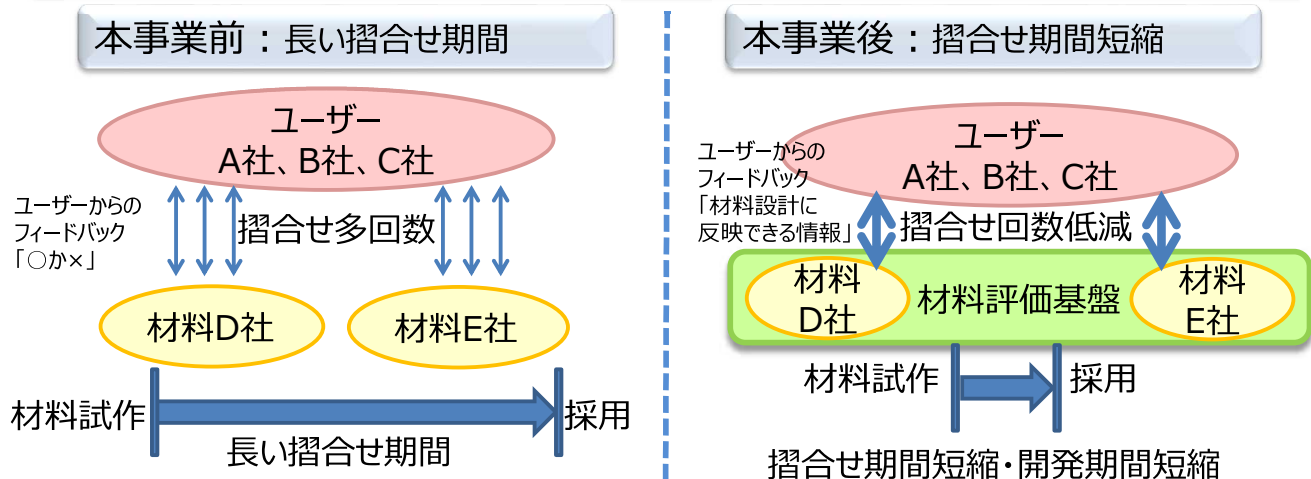 本事業前：長い摺合せ期間
ユーザー
A社、B社、C社
ユーザーからの
フィードバック
「○か×」
摺合せ多回数
材料D社
材料E社
材料試作
採用
長い摺合せ期間
本事業後：摺合せ期間短縮
ユーザー
A社、B社、C社
ユーザーからの
フィードバック
「材料設計に
反映できる情報」
摺合せ回数低減
材料
D社
材料評価基盤
材料
E社
材料試作
採用
摺合せ期間短縮・開発期間短縮